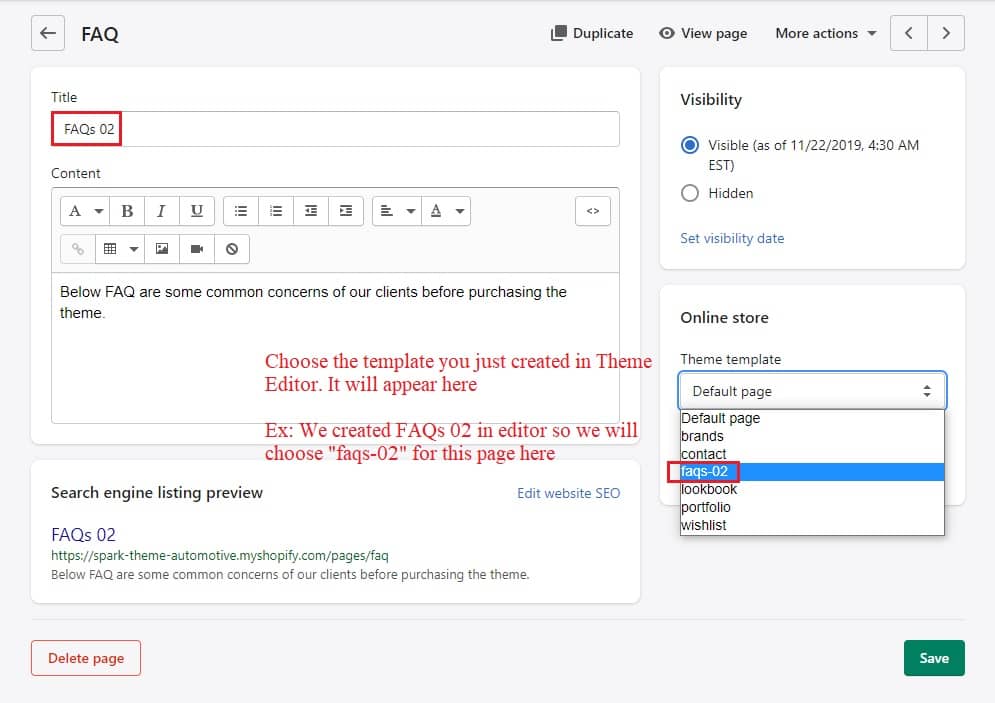 FAQ
Duplicate
View page
More actions
Title
FAQs 02
Content
A
B
I
U
A
<>
Below FAQ are some common concerns of our clients before purchasing the
theme.
Choose the template you just created in Theme
Editor. It will appear here
Ex: We created FAQs 02 in editor so we will
choose "faqs-02" for this page here
Search engine listing preview
Edit website SEO
FAQs 02
https://spark-theme-automotive.myshopify.com/pages/faq
Below FAQ are some common concerns of our clients before purchasing the theme.
Visibility
Visible (as of 11/22/2019, 4:30 AM
EST)
Hidden
Set visibility date
Online store
Theme template
Default page
Default page
brands
contact
faqs-02
lookbook
portfolio
wishlist
Delete page
Save